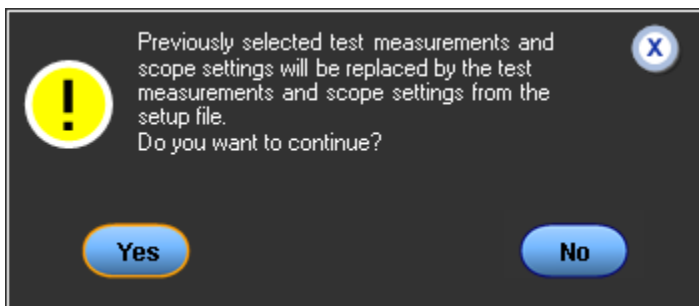 Previously selected test measurements and
scope settings will be replaced by the test
measurements and scope settings from the
setup file.
Do you want to continue?
X
!
Yes
No